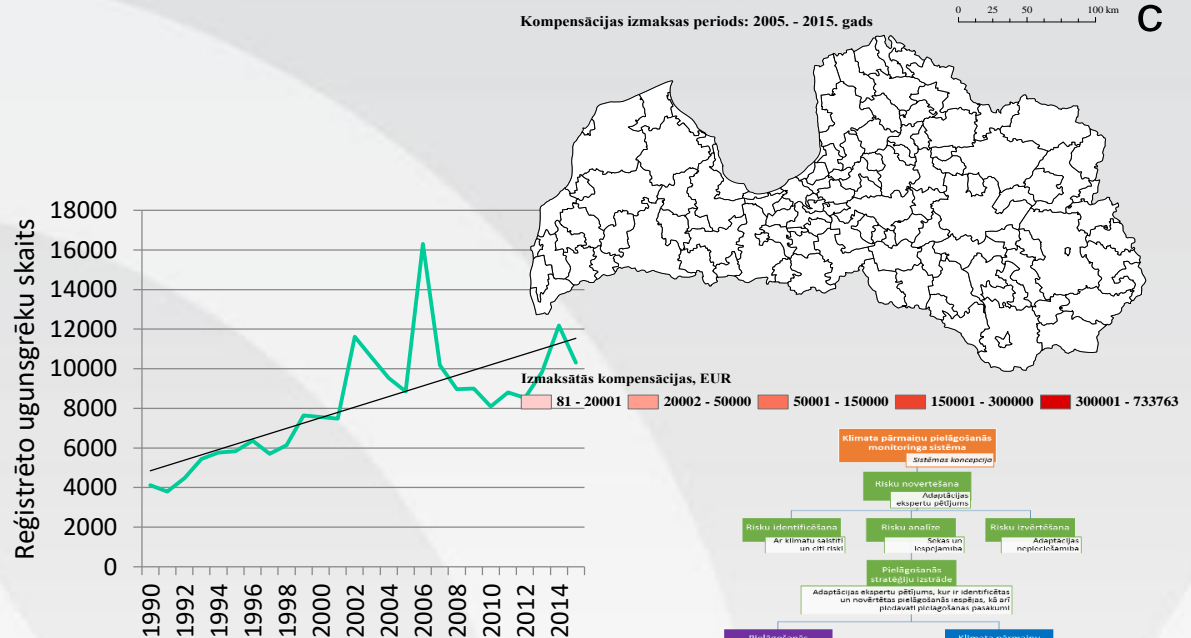 Kompensācijas izmaksas periods: 2005. - 2015. gads
0 25 50 100 km
C
Reģistrēto ugunsgrēku skaits
18000
16000
14000
12000
10000
8000
6000
4000
2000
0
1990
1992
1994
1996
1998
2000
2002
2004
2006
2008
2010
2012
2014
Izmaksātās kompensācijas, EUR
81 - 20001
20002 - 50000
50001 - 150000
150001 - 300000
300001 - 733763
Klimata pārmaiņu pielāgošanās
monitoringa sistēma
Sistēmas koncepcija
Risku novērtēšana
Adaptācijas
ekspertu pētījums
Risku identificēšana
Ar klimatu saistīti
un citi riski
Risku analīze
Sekas un
iespējamība
Risku izvērtēšana
Adaptācijas
nepieciešamība
Pielāgošanās
stratēģiju izstrāde
Adaptācijas ekspertu pētījums, kur ir identificētas
un novērtētas pielāgošanās iespējas, kā arī
piedāvāti pielāgošanās pasākumi
Pielāgošanās
Klimata pārmaiņu